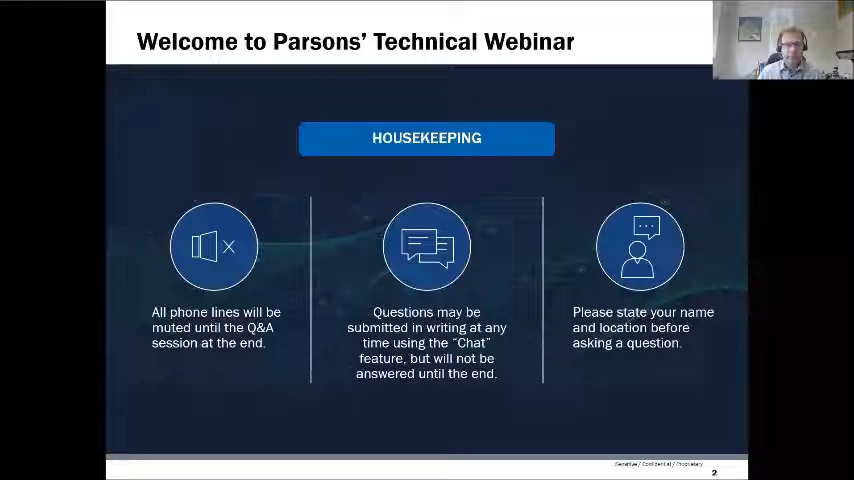 Welcome to Parsons' Technical Webinar
HOUSEKEEPING
All phone lines will be
muted until the Q&A
session at the end.
Questions may be
submitted in writing at any
time using the “Chat”
feature, but will not be
answered until the end.
Please state your name
and location before
asking a question.
Sensitive / Confidential / Proprietary
2